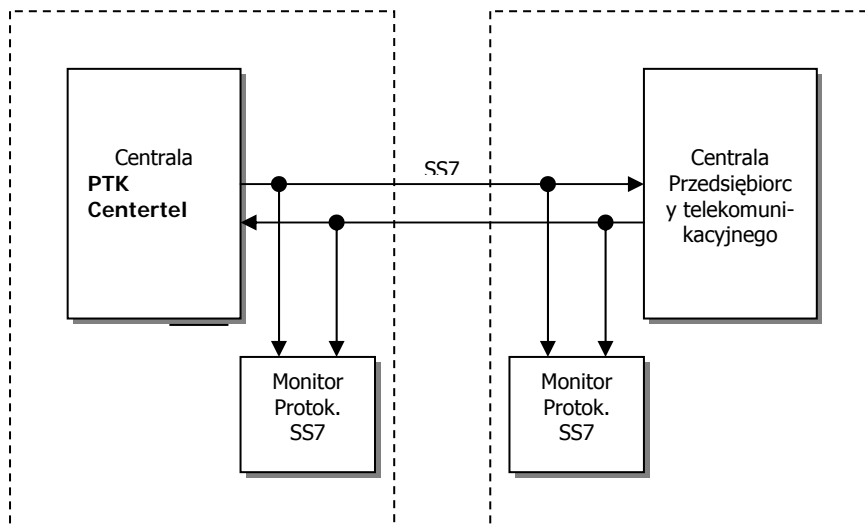 Centrala
PTK
Centertel
SS7
Centrala
Przedsiębiorc
y telekomuni-
kacyjnego
Monitor
Protok.
SS7
Monitor
Protok.
SS7